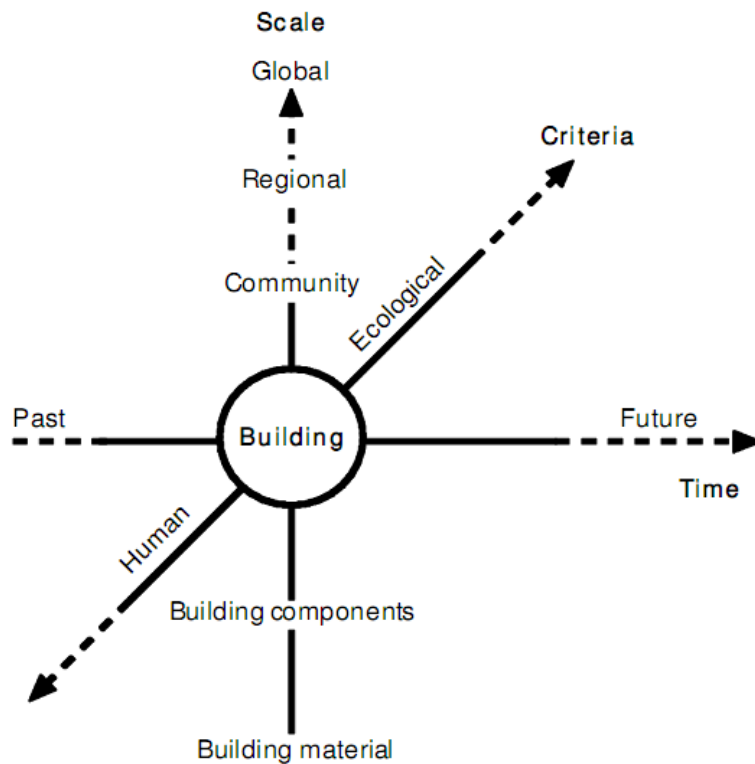 Scale
Global
Criteria
Regional
Community
Ecological
Past
Building
Future
Time
Human
Building components
Building material